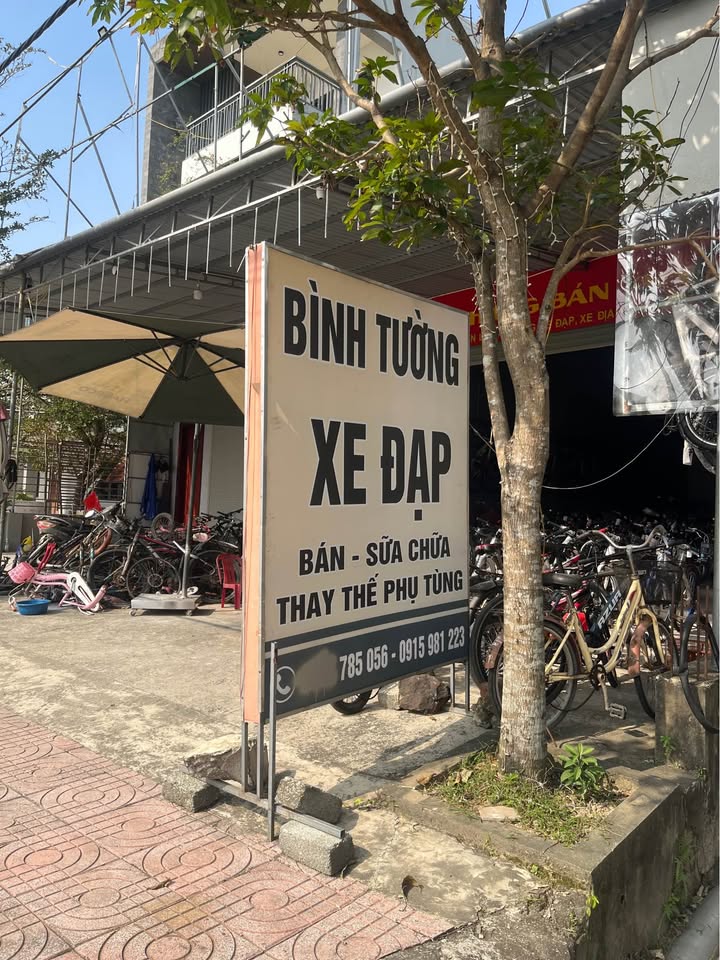 BÌNH TƯỜNG
XE ĐẠP
BÁN - SỮA CHỮA
THAY THẾ PHỤ TÙNG
785 056 - 0915 981 223
BÁN
ĐẠP, XE ĐỊA